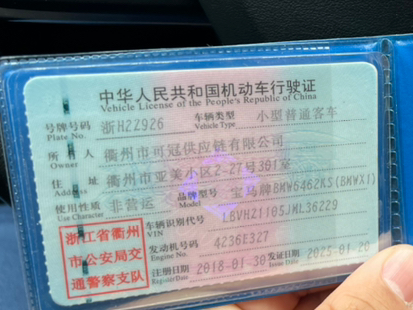 中华人民共和国机动车行驶证
Vehicle License of the People's Republic of China
号牌号码 浙HZZ926 车辆类型 小型普通客车
Plate No. Vehicle Type
所有人 衢州市可冠供应链有限公司
Owner
住址 衢州市亚美小区2-27号301室
Address
使用性质 非营运 品牌型号 宝马牌BMW6462KS(BMWX1)
Use Character Model
浙江省衢州市公安局交通警察支队
车辆识别代号 LBVHZ1105JML36229
VIN
发动机号码 4236E327
Engine No.
注册日期 2018-01-30 发证日期 2025-01-20
Register Date Issue Date